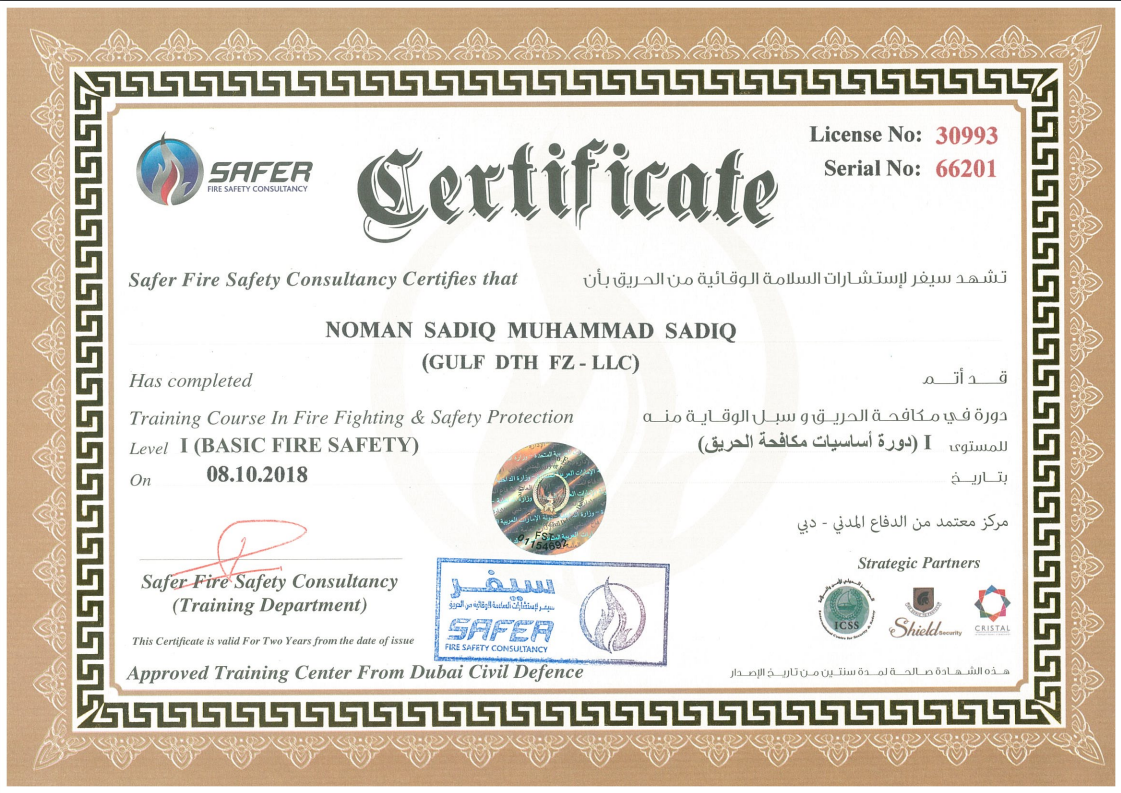 SAFER
FIRE SAFETY CONSULTANCY
Certificate
License No: 30993
Serial No: 66201
Safer Fire Safety Consultancy Certifies that
تشهد سيفر لإستشارات السلامة الوقائية من الحريق بأن
NOMAN SADIQ MUHAMMAD SADIQ
(GULF DTH FZ - LLC)
Has completed
قد أتم
Training Course In Fire Fighting & Safety Protection
دورة في مكافحة الحريق و سبل الوقاية منه
Level I (BASIC FIRE SAFETY)
للمستوى I (دورة أساسيات مكافحة الحريق)
On 08.10.2018
بتاريخ
مركز معتمد من الدفاع المدني - دبي
Safer Fire Safety Consultancy
(Training Department)
This Certificate is valid For Two Years from the date of issue
Approved Training Center From Dubai Civil Defence
سيفر
سيفر لإستشارات السلامة الوقائية من الحريق
SAFER
FIRE SAFETY CONSULTANCY
Strategic Partners
ICSS
Shield Security
CRISTAL
هذه الشهادة صالحة لمدة سنتين من تاريخ الإصدار